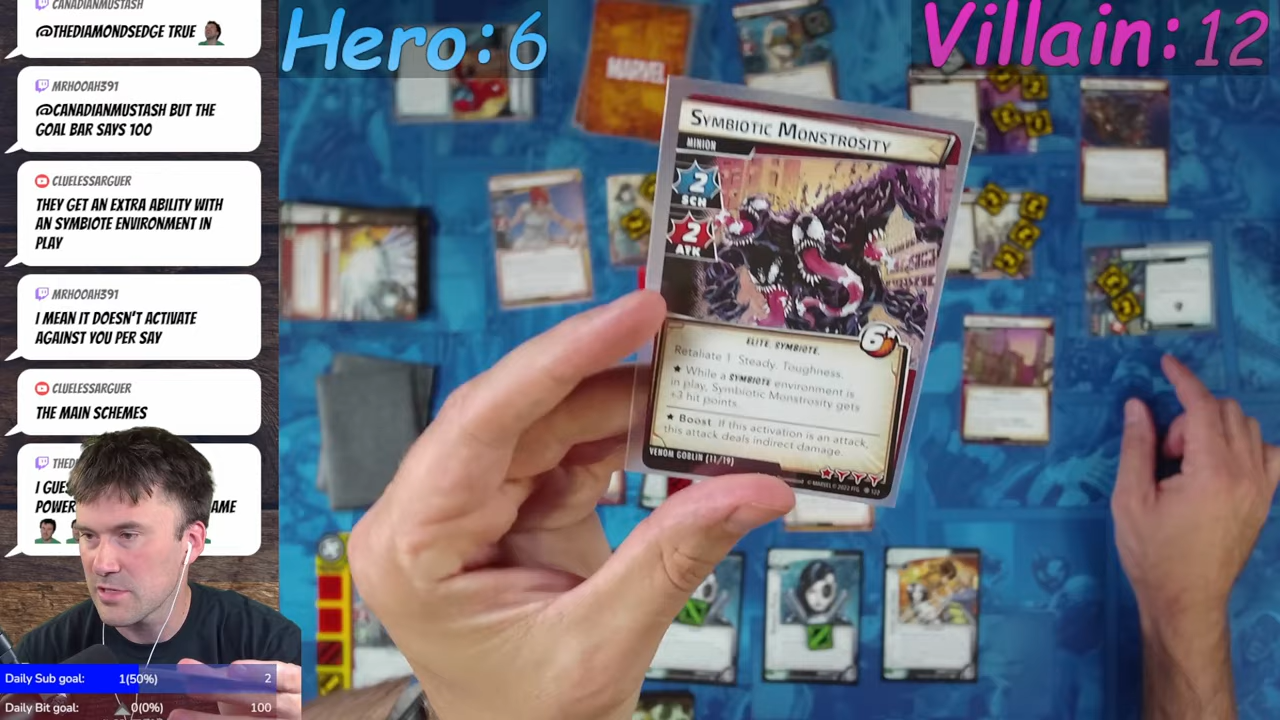 CANADIANMUSTASH
@THEDIAMONDSEDGE TRUE
MRHOOAH391
@CANADIANMUSTASH BUT THE
GOAL BAR SAYS 100
CLUELESSARGUER
THEY GET AN EXTRA ABILITY WITH
AN SYMBIOTE ENVIRONMENT IN
PLAY
MRHOOAH391
I MEAN IT DOESN'T ACTIVATE
AGAINST YOU PER SAY
CLUELESSARGUER
THE MAIN SCHEMES
THED
I GUES
POWER AME
Daily Sub goal: 1(50%) 2
Daily Bit goal: 0(0%) 100
Hero: 6
Villain: 12
MARVEL
SYMBIOTIC MONSTROSITY
MINION
2
SCH
2
ATK
6
ELITE. SYMBIOTE.
Retaliate 1. Steady. Toughness.
★ While a SYMBIOTE environment is
in play, Symbiotic Monstrosity gets
+3 hit points.
★ Boost: If this activation is an attack,
this attack deals indirect damage.
VENOM GOBLIN (11/19)